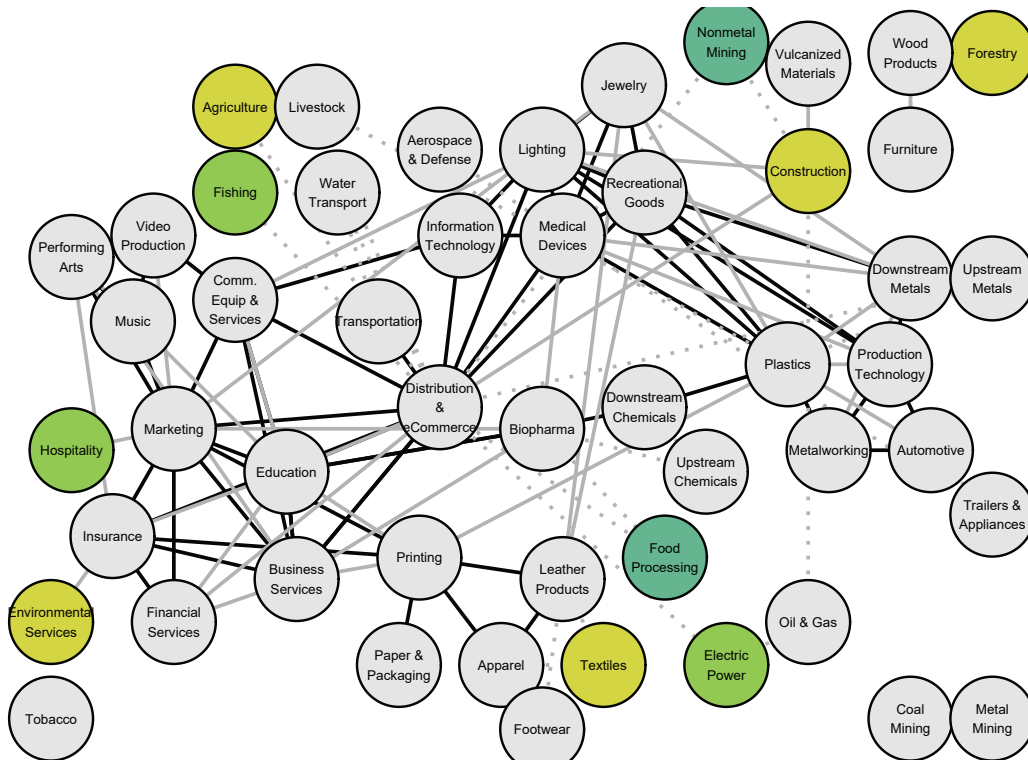 Nonmetal
Mining
Vulcanized
Materials
Wood
Products
Forestry
Jewelry
Agriculture
Livestock
Aerospace
& Defense
Lighting
Furniture
Construction
Fishing
Water
Transport
Recreational
Goods
Video
Production
Performing
Arts
Information
Technology
Medical
Devices
Comm.
Equip &
Services
Downstream
Metals
Upstream
Metals
Music
Transportation
Plastics
Production
Technology
Distribution &
eCommerce
Downstream
Chemicals
Marketing
Biopharma
Hospitality
Metalworking
Automotive
Education
Upstream
Chemicals
Trailers &
Appliances
Insurance
Printing
Food
Processing
Business
Services
Leather
Products
Environmental
Services
Financial
Services
Oil & Gas
Paper &
Packaging
Apparel
Textiles
Electric
Power
Tobacco
Footwear
Coal
Mining
Metal
Mining